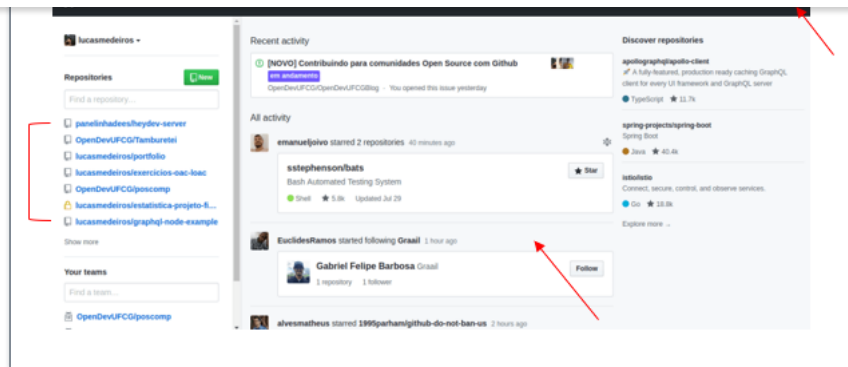 lucasmedeiros
Repositories
New
Find a repository...
panelinhadees/heydev-server
OpenDevUFCG/Tamburetei
lucasmedeiros/portfolio
lucasmedeiros/exercicios-oac-loac
OpenDevUFCG/poscomp
lucasmedeiros/estatistica-projeto-fi...
lucasmedeiros/graphql-node-example
Show more
Your teams
Find a team...
OpenDevUFCG/poscomp
Recent activity
[NOVO] Contribuindo para comunidades Open Source com Github
em andamento
OpenDevUFCG/OpenDevUFCGBlog - You opened this issue yesterday
All activity
emanueljoivo starred 2 repositories 40 minutes ago
sstephenson/bats
Star
Bash Automated Testing System
Shell 5.8k Updated Jul 29
EuclidesRamos started following Graail 1 hour ago
Gabriel Felipe Barbosa Graail
Follow
1 repository 1 follower
alvesmatheus starred 1995parham/github-do-not-ban-us 2 hours ago
Discover repositories
apollographql/apollo-client
A fully-featured, production ready caching GraphQL
client for every UI framework and GraphQL server
TypeScript 11.7k
spring-projects/spring-boot
Spring Boot
Java 40.4k
istio/istio
Connect, secure, control, and observe services.
Go 18.8k
Explore more →